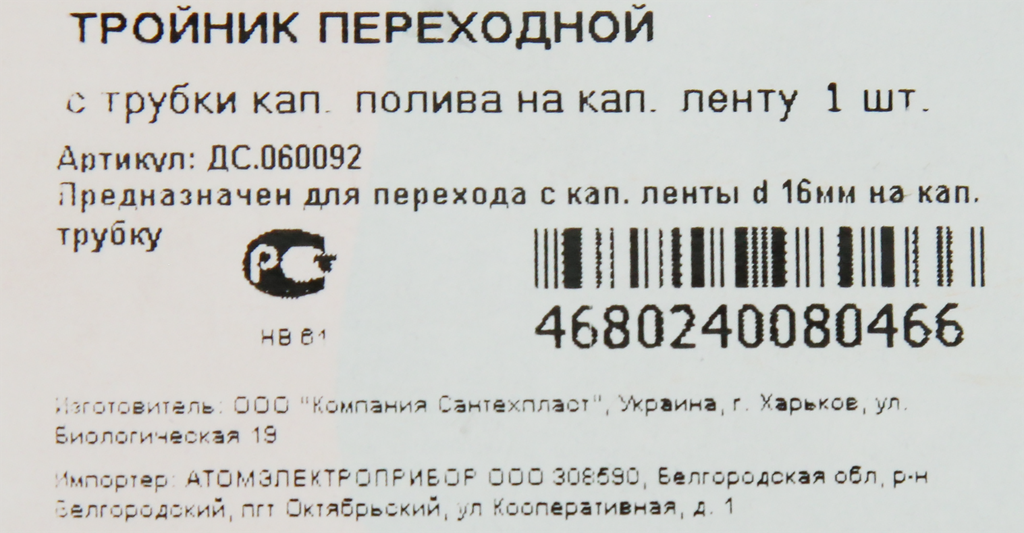 ТРОЙНИК ПЕРЕХОДНОЙ
с трубки кап. полива на кап. ленту 1 шт.
Артикул: ДС.060092
Предназначен для перехода с кап. ленты d 16мм на кап.
трубку
РС
НВ 61
4680240080466
Изготовитель: ООО "Компания Сантехпласт", Украина, г. Харьков, ул.
Биологическая 19
Импортер: АТОМЭЛЕКТРОПРИБОР ООО 308590, Белгородская обл, р-н
Белгородский, пгт Октябрьский, ул Кооперативная, д. 1